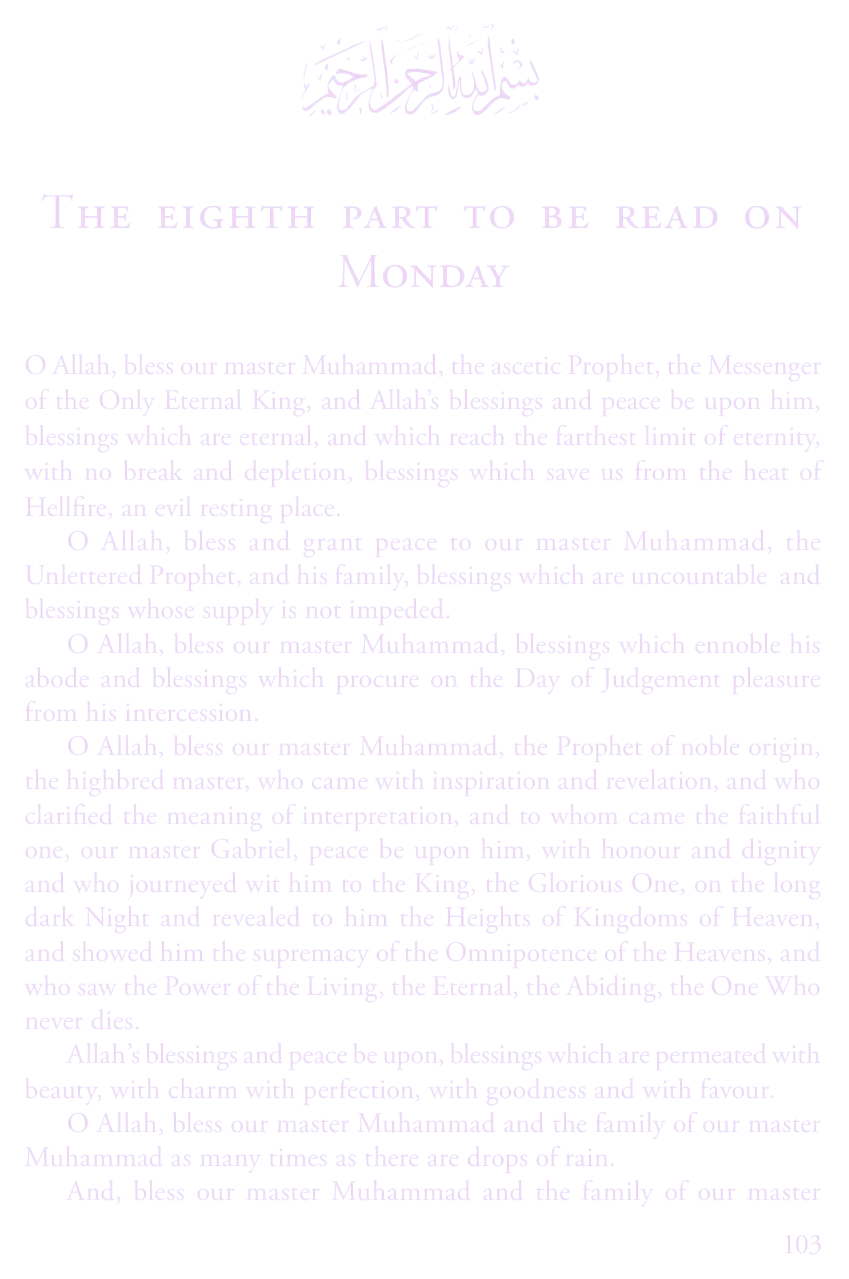 بسم الله الرحمن الرحيم
The eighth part to be read on
Monday
O Allah, bless our master Muhammad, the ascetic Prophet, the Messenger
of the Only Eternal King, and Allah’s blessings and peace be upon him,
blessings which are eternal, and which reach the farthest limit of eternity,
with no break and depletion, blessings which save us from the heat of
Hellfire, an evil resting place.
O Allah, bless and grant peace to our master Muhammad, the
Unlettered Prophet, and his family, blessings which are uncountable and
blessings whose supply is not impeded.
O Allah, bless our master Muhammad, blessings which ennoble his
abode and blessings which procure on the Day of Judgement pleasure
from his intercession.
O Allah, bless our master Muhammad, the Prophet of noble origin,
the highbred master, who came with inspiration and revelation, and who
clarified the meaning of interpretation, and to whom came the faithful
one, our master Gabriel, peace be upon him, with honour and dignity
and who journeyed wit him to the King, the Glorious One, on the long
dark Night and revealed to him the Heights of Kingdoms of Heaven,
and showed him the supremacy of the Omnipotence of the Heavens, and
who saw the Power of the Living, the Eternal, the Abiding, the One Who
never dies.
Allah’s blessings and peace be upon, blessings which are permeated with
beauty, with charm with perfection, with goodness and with favour.
O Allah, bless our master Muhammad and the family of our master
Muhammad as many times as there are drops of rain.
And, bless our master Muhammad and the family of our master
103